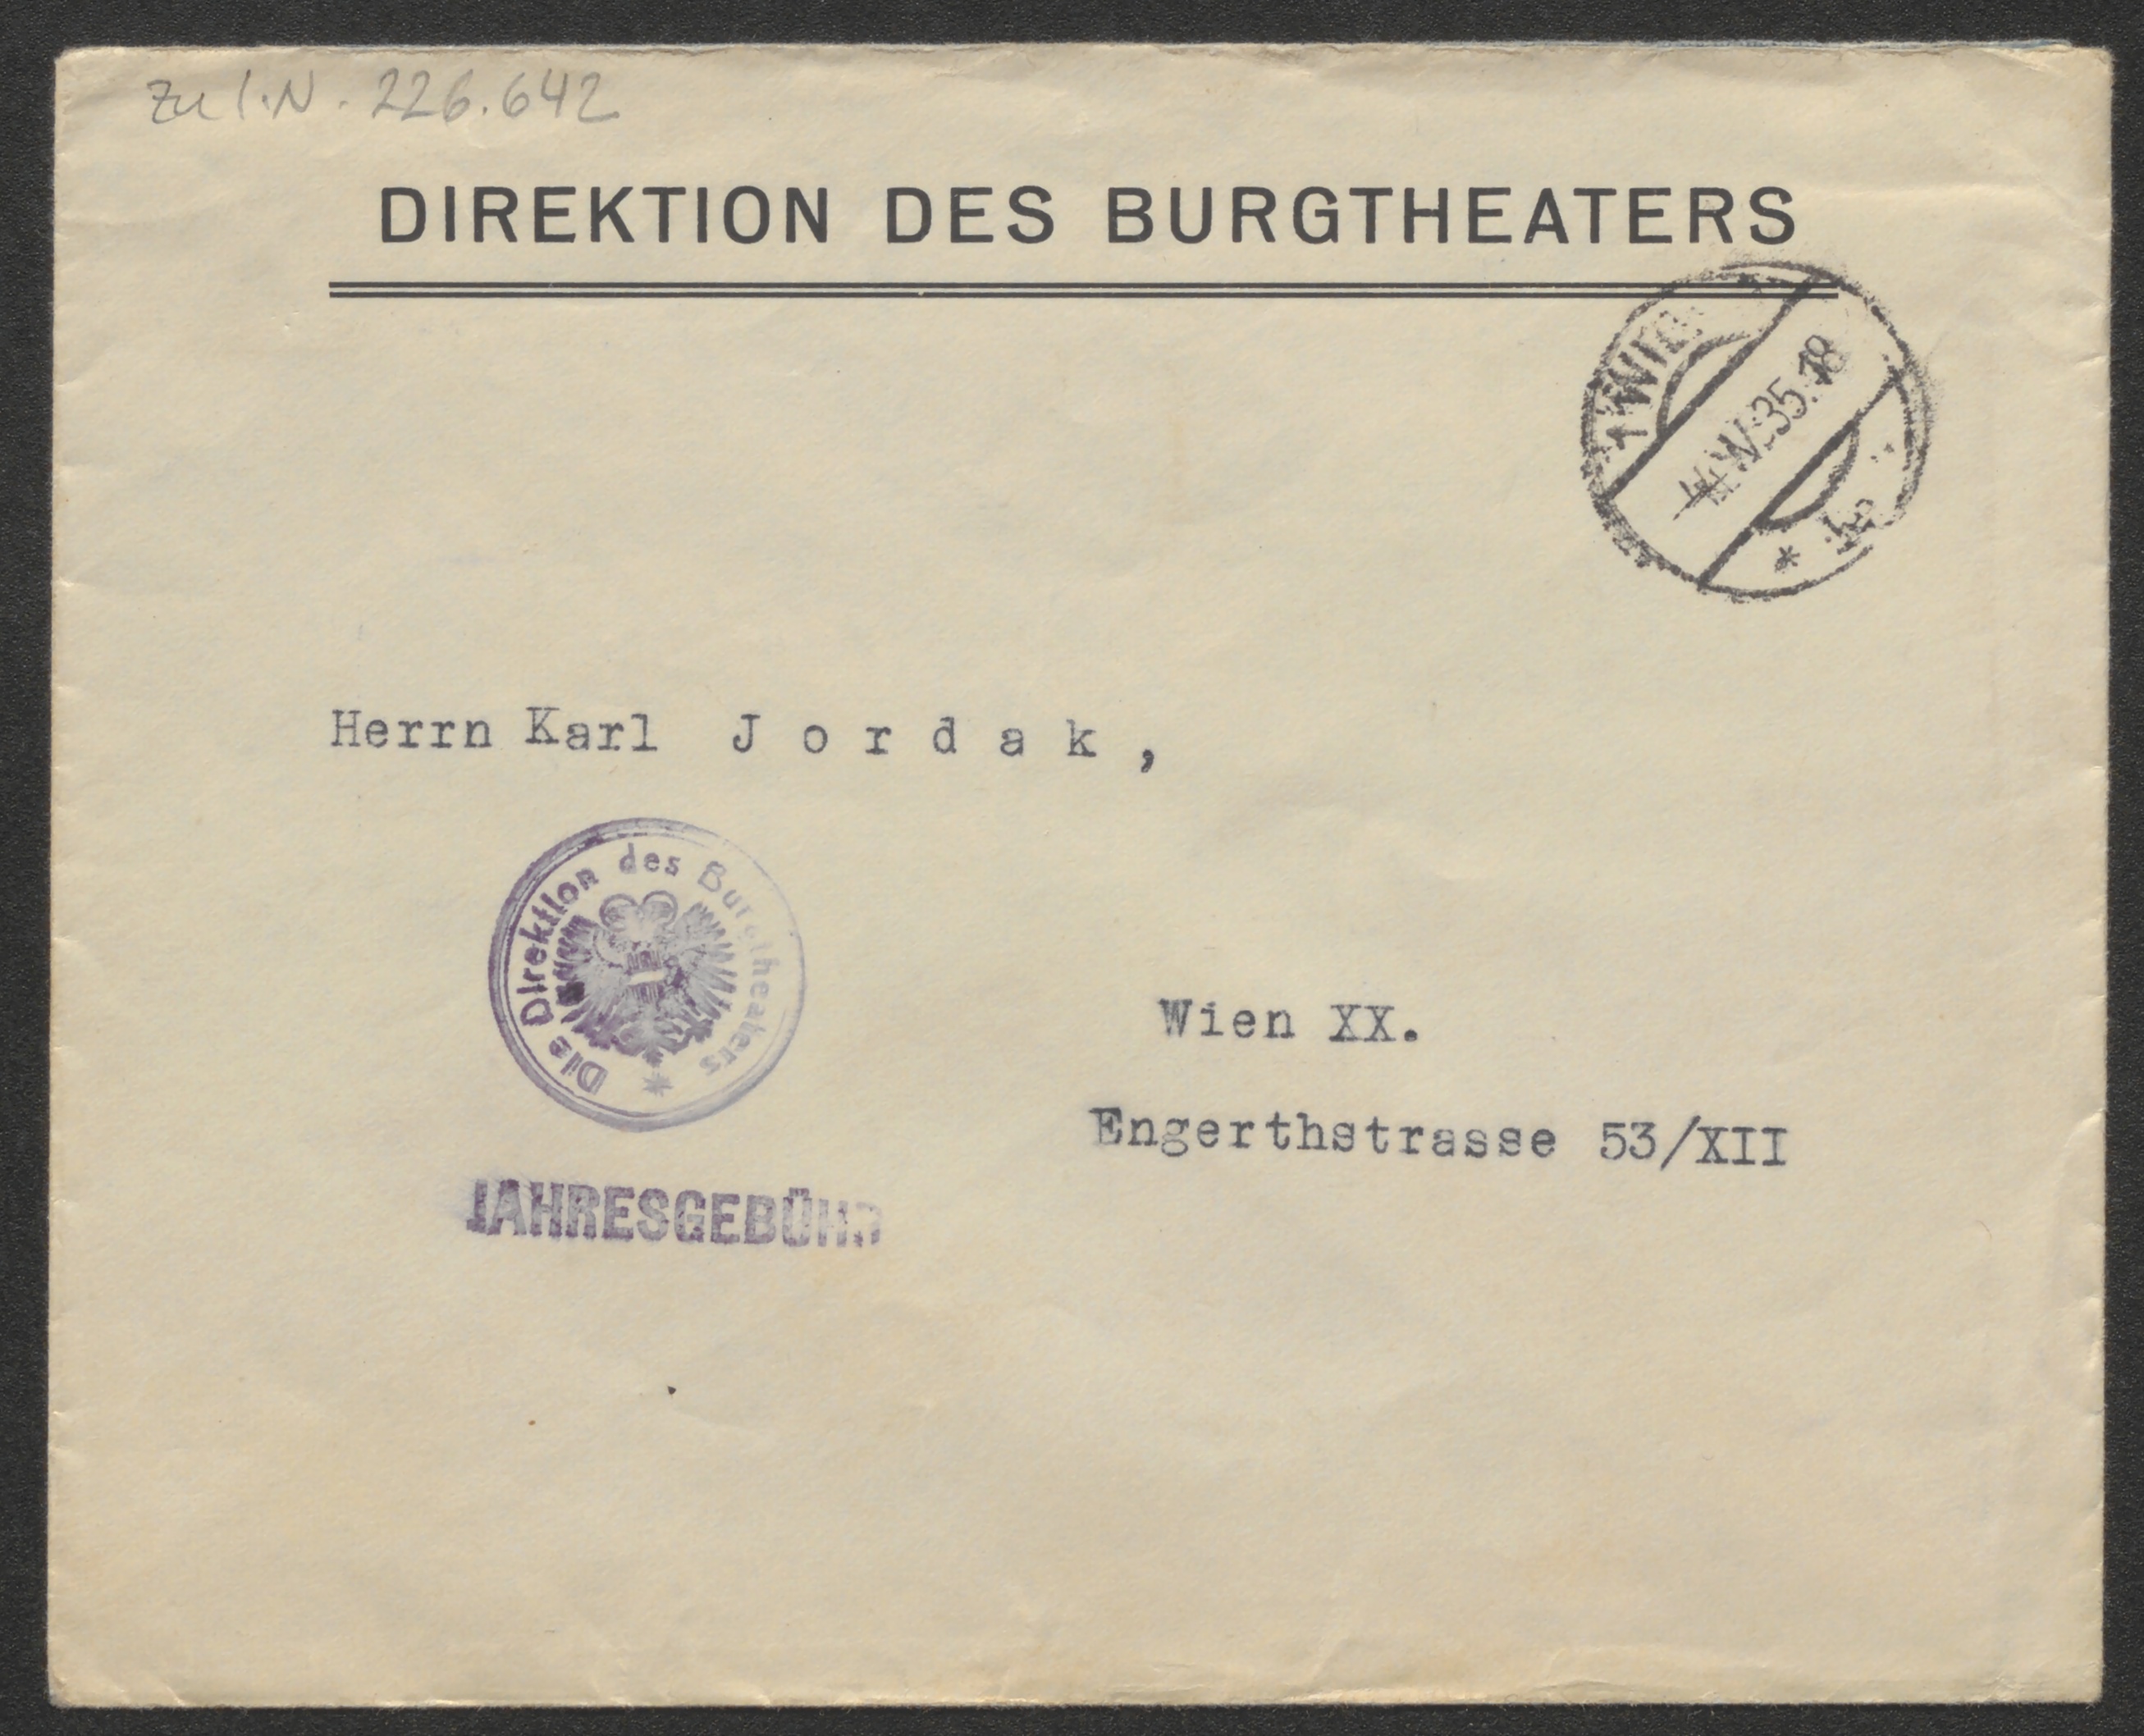 Zu I.N. 226.642
DIREKTION DES BURGTHEATERS
35.18
Herrn Karl J o r d a k ,
Die Direktion des Burgtheaters *
Wien XX.
Engerthstrasse 53/XII
JAHRESGEBÜHR